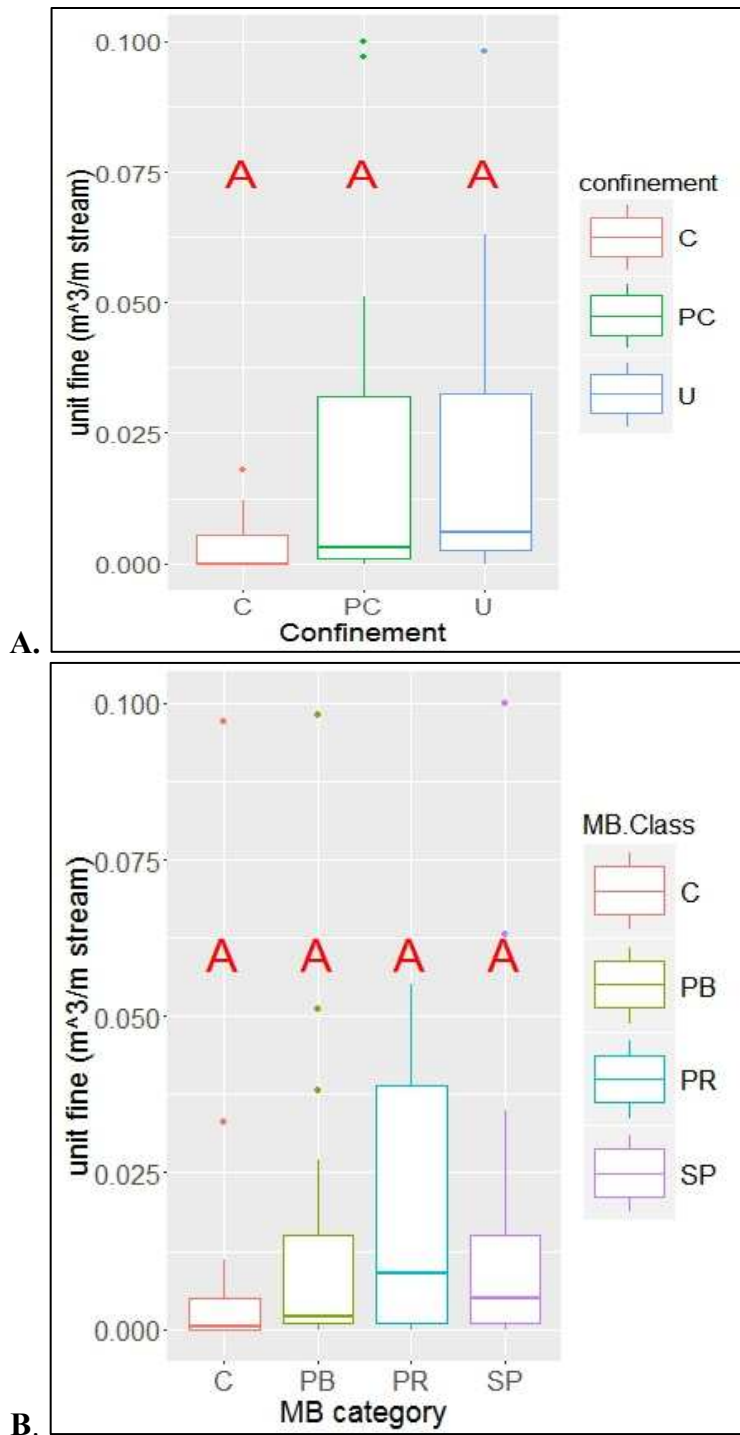 0.100
0.075
0.050
0.025
0.000
unit fine (m^3/m stream)
A A A
C PC U
Confinement
confinement
C
PC
U
A.
0.100
0.075
0.050
0.025
0.000
unit fine (m^3/m stream)
A A A A
C PB PR SP
MB category
MB.Class
C
PB
PR
SP
B.